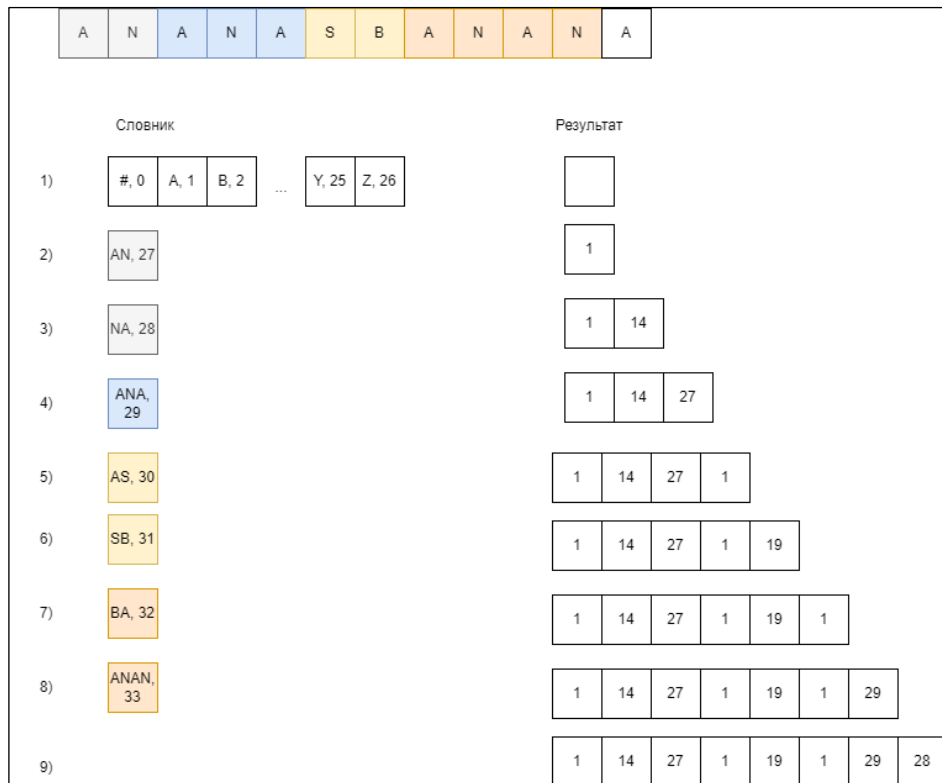 A N A N A S B A N A N A
Словник Результат
1) #, 0 A, 1 B, 2 ... Y, 25 Z, 26
2) AN, 27 1
3) NA, 28 1 14
4) ANA, 29 1 14 27
5) AS, 30 1 14 27 1
6) SB, 31 1 14 27 1 19
7) BA, 32 1 14 27 1 19 1
8) ANAN, 33 1 14 27 1 19 1 29
9) 1 14 27 1 19 1 29 28